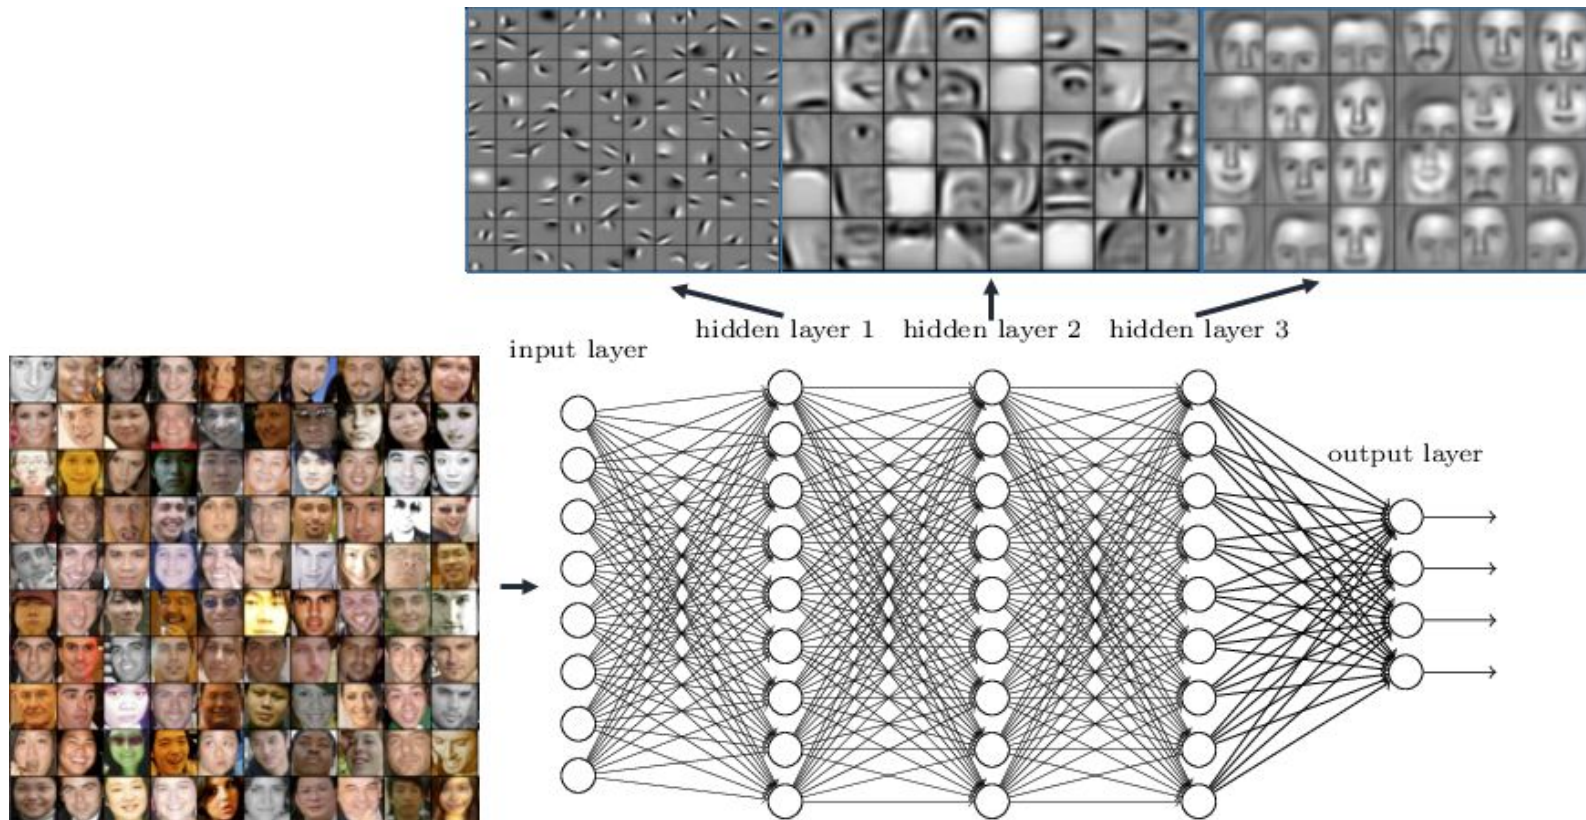 hidden layer 1
hidden layer 2
hidden layer 3
input layer
output layer